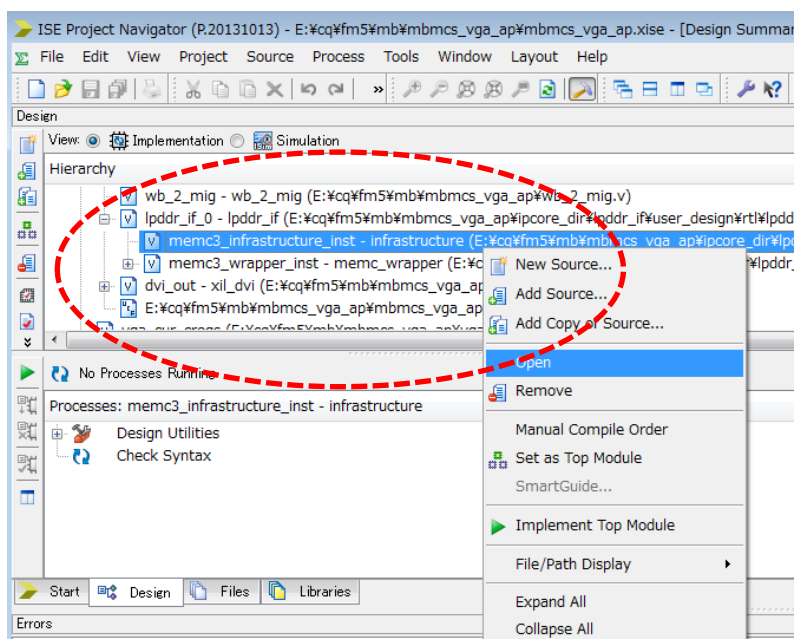 ISE Project Navigator (P.20131013) - E:¥cq¥fm5¥mb¥mbmcs_vga_ap¥mbmcs_vga_ap.xise - [Design Summar
File Edit View Project Source Process Tools Window Layout Help
»
Design
View: Implementation Simulation
Hierarchy
wb_2_mig - wb_2_mig (E:¥cq¥fm5¥mb¥mbmcs_vga_ap¥wb_2_mig.v)
lpddr_if_0 - lpddr_if (E:¥cq¥fm5¥mb¥mbmcs_vga_ap¥ipcore_dir¥lpddr_if¥user_design¥rtl¥lpdd
memc3_infrastructure_inst - infrastructure (E:¥cq¥fm5¥mb¥mbmcs_vga_ap¥ipcore_dir¥lpd
memc3_wrapper_inst - memc_wrapper (E:¥c ¥lpddr_
dvi_out - xil_dvi (E:¥cq¥fm5¥mb¥mbmcs_vga_ap
E:¥cq¥fm5¥mb¥mbmcs_vga_ap¥mbmcs_vga_ap
New Source...
Add Source...
Add Copy of Source...
Open
Remove
Manual Compile Order
Set as Top Module
SmartGuide...
Implement Top Module
File/Path Display
Expand All
Collapse All
No Processes Running
Processes: memc3_infrastructure_inst - infrastructure
Design Utilities
Check Syntax
Start Design Files Libraries
Errors